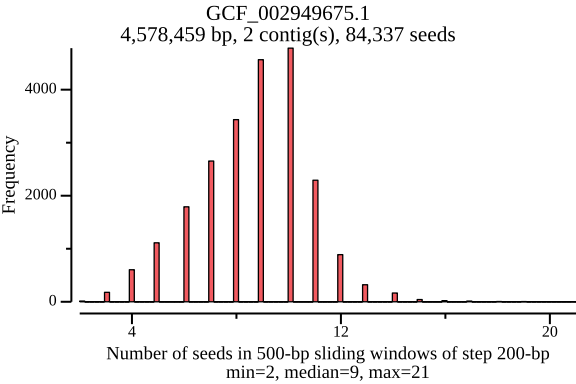 GCF_002949675.1
4,578,459 bp, 2 contig(s), 84,337 seeds
Frequency
4000
2000
0
4 12 20
Number of seeds in 500-bp sliding windows of step 200-bp
min=2, median=9, max=21